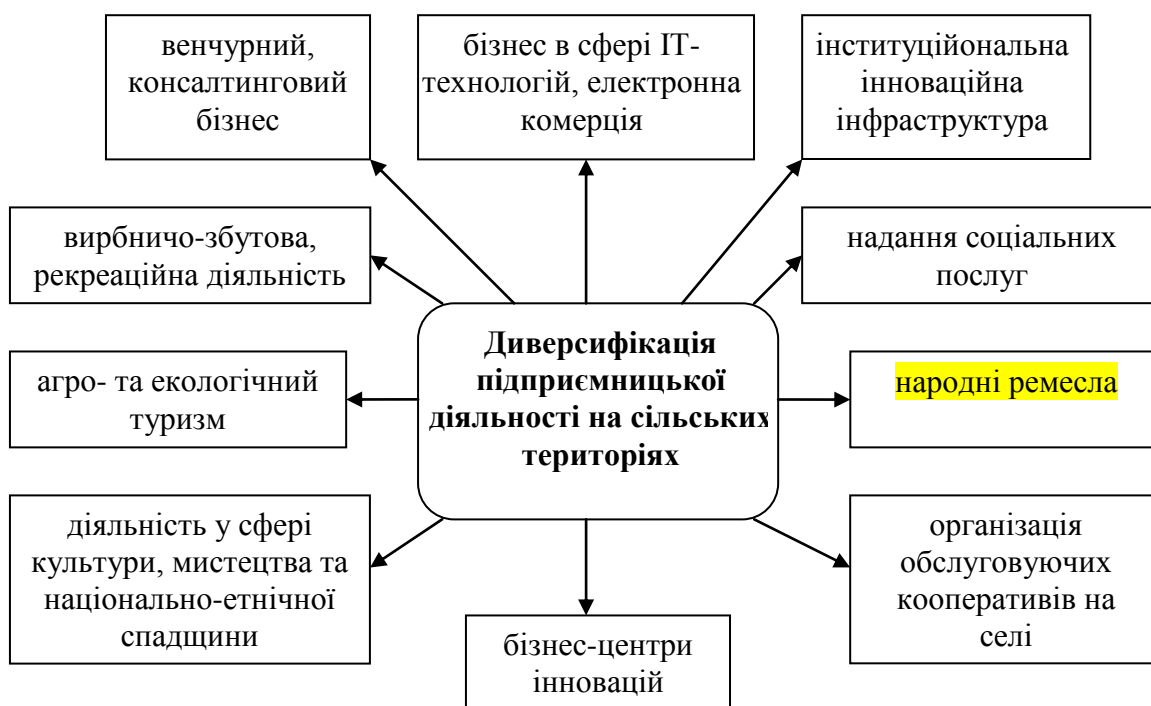 венчурний,
консалтинговий
бізнес
бізнес в сфері ІТ-
технологій, електронна
комерція
інституційональна
інноваційна
інфраструктура
вирбничо-збутова,
рекреаційна діяльність
надання соціальних
послуг
Диверсифікація
підприємницької
діяльності на сільських
територіях
агро- та екологічний
туризм
народні ремесла
діяльність у сфері
культури, мистецтва та
національно-етнічної
спадщини
бізнес-центри
інновацій
організація
обслуговуючих
кооперативів на
селі